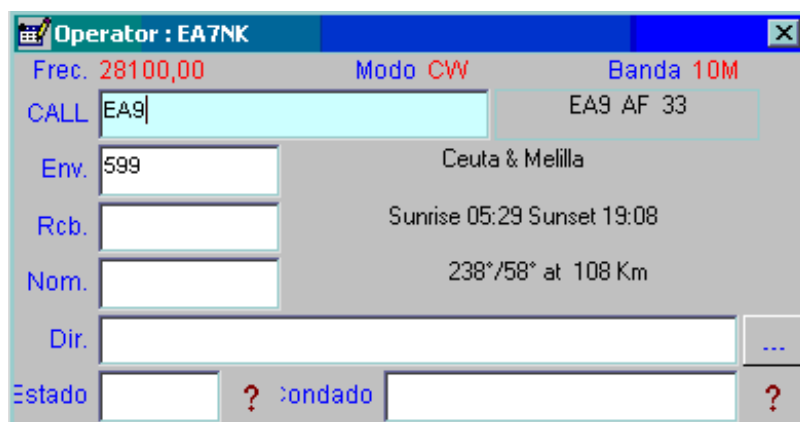 Operator : EA7NK
Frec. 28100,00 Modo CW Banda 10M
CALL EA9 EA9 AF 33
Env. 599 Ceuta & Melilla
Rcb. Sunrise 05:29 Sunset 19:08
Nom. 238°/58° at 108 Km
Dir. ...
Estado ? Condado ?